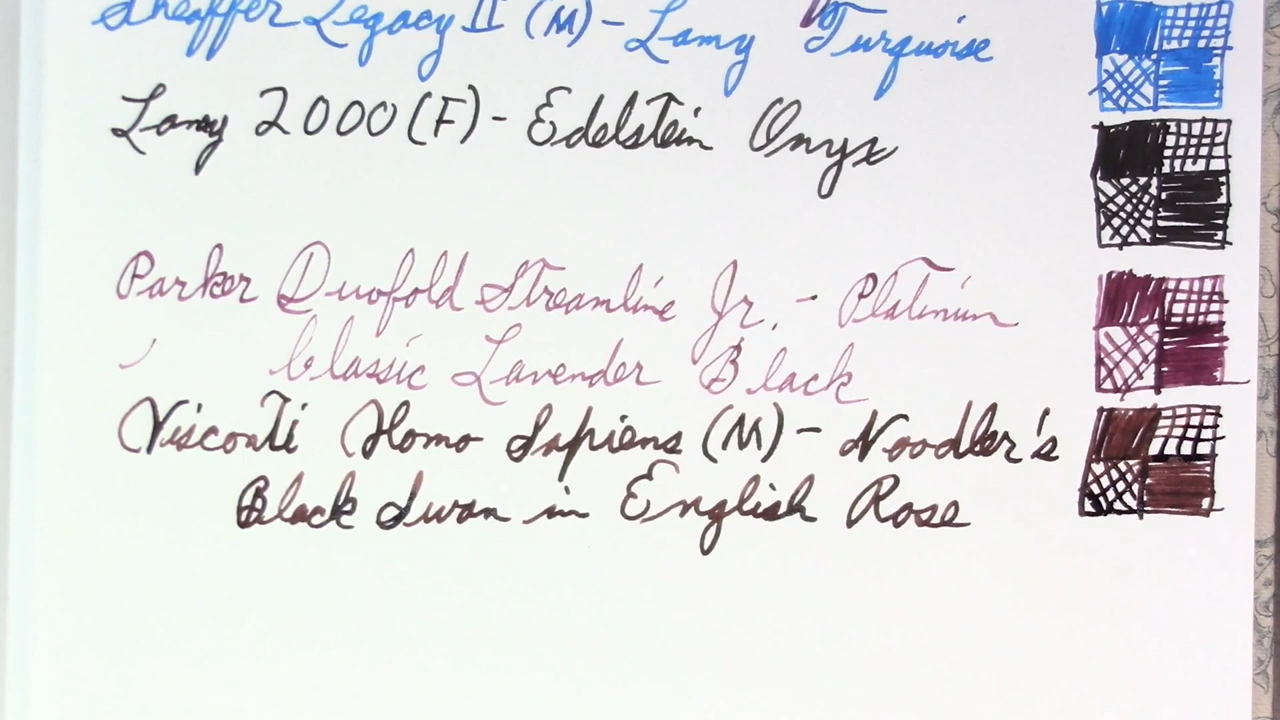 Sheaffer Legacy II (M) - Lamy Turquoise
Lamy 2000 (F) - Edelstein Onyx
Parker Duofold Streamline Jr. - Platinum
Classic Lavender Black
Visconti Homo Sapiens (M) - Noodler's
Black Swan in English Rose